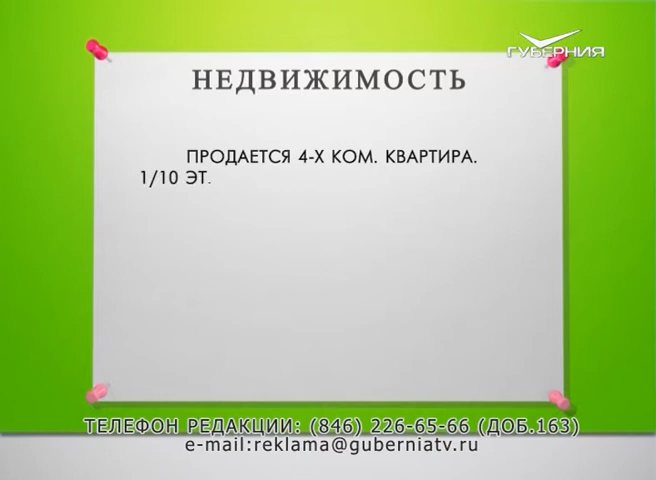 ГУБЕРНИЯ
НЕДВИЖИМОСТЬ
ПРОДАЕТСЯ 4-Х КОМ. КВАРТИРА.
1/10 ЭТ.
ТЕЛЕФОН РЕДАКЦИИ: (846) 226-65-66 (ДОБ.163)
e-mail:reklama@guberniatv.ru